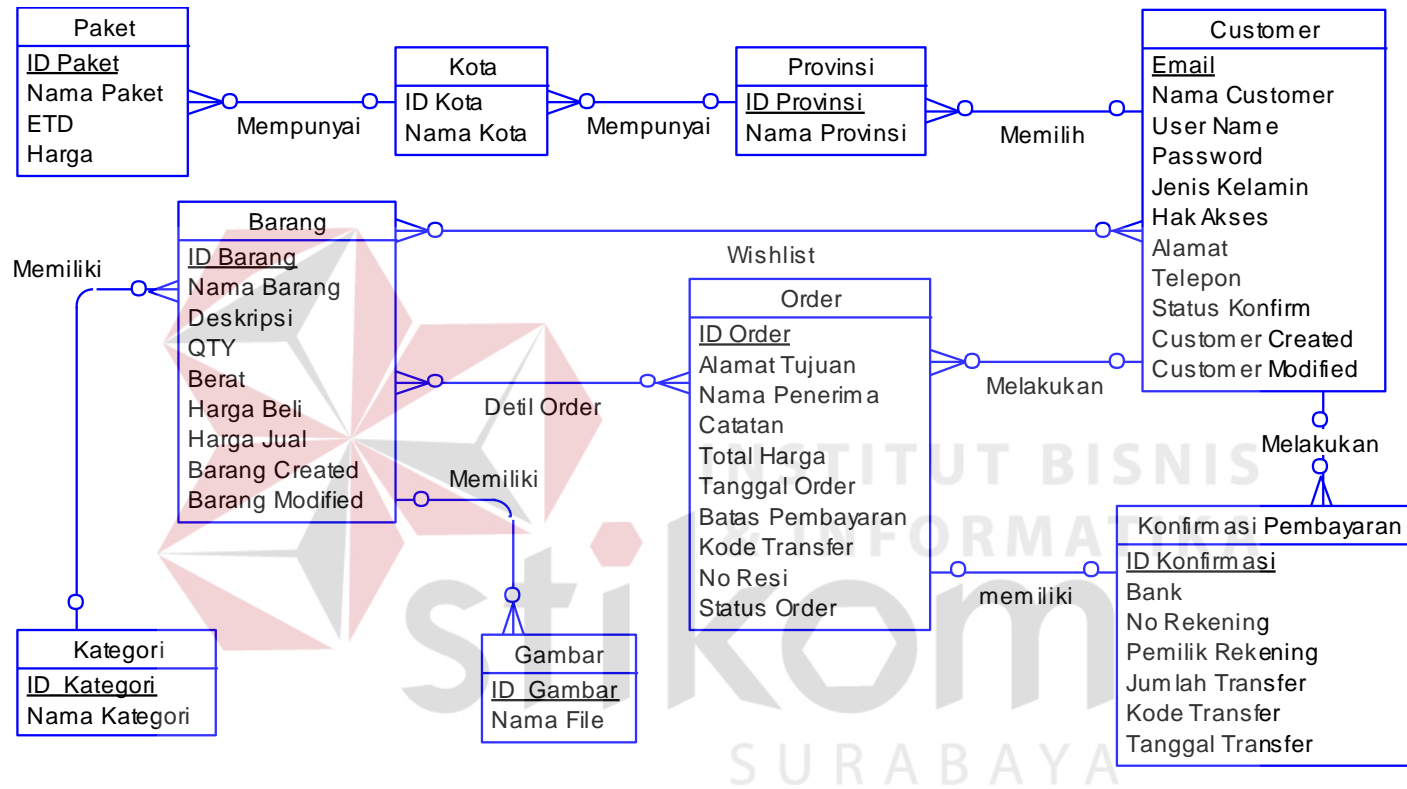 Paket
ID Paket
Nama Paket
ETD
Harga
Mempunyai
Kota
ID Kota
Nama Kota
Mempunyai
Provinsi
ID Provinsi
Nama Provinsi
Memilih
Customer
Email
Nama Customer
User Name
Password
Jenis Kelamin
Hak Akses
Alamat
Telepon
Status Konfirm
Customer Created
Customer Modified
Memiliki
Barang
ID Barang
Nama Barang
Deskripsi
QTY
Berat
Harga Beli
Harga Jual
Barang Created
Barang Modified
Wishlist
Detil Order
Memiliki
Order
ID Order
Alamat Tujuan
Nama Penerima
Catatan
Total Harga
Tanggal Order
Batas Pembayaran
Kode Transfer
No Resi
Status Order
Melakukan
Melakukan
memiliki
Konfirmasi Pembayaran
ID Konfirmasi
Bank
No Rekening
Pemilik Rekening
Jumlah Transfer
Kode Transfer
Tanggal Transfer
Kategori
ID Kategori
Nama Kategori
Gambar
ID Gambar
Nama File
INSTITUT BISNIS
& INFORMATIKA
stikom
SURABAYA